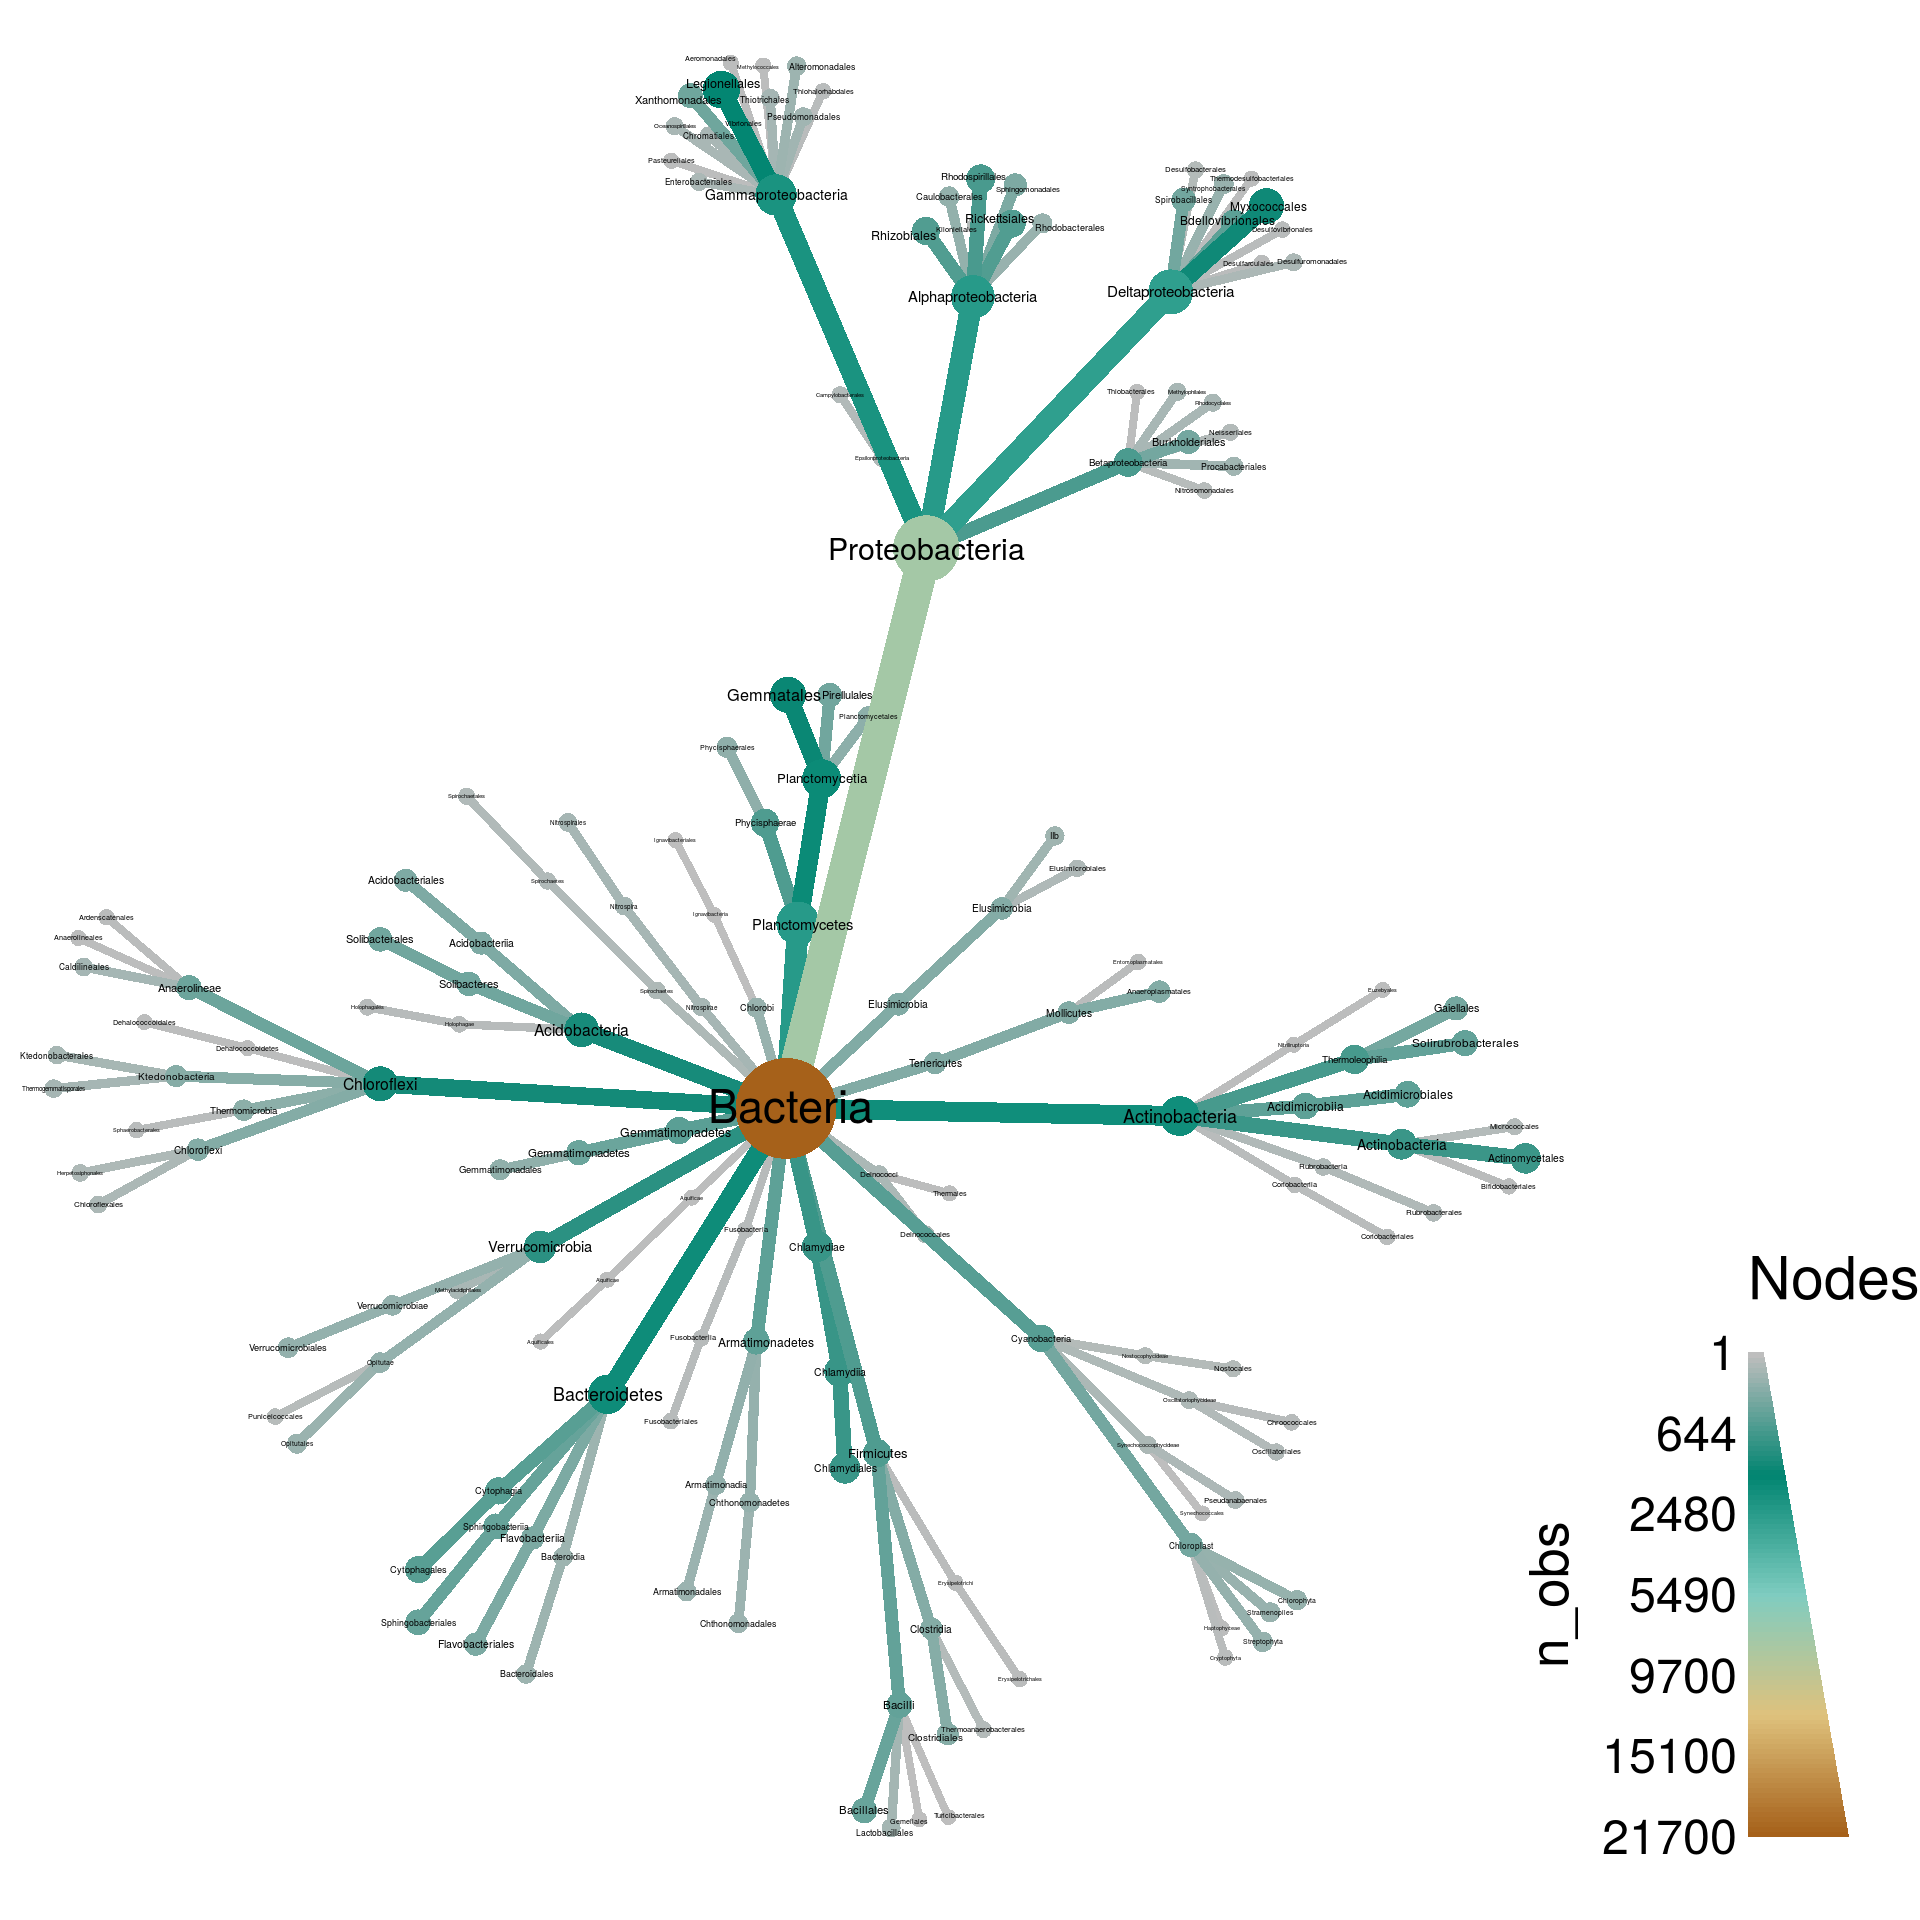 Aeromonadales
Methylococcales
Alteromonadales
Legionellales
Thiohalorhabdales
Xanthomonadales
Thiotrichales
Pseudomonadales
Vibrionales
Oceanospirillales
Chromatiales
Pasteurellales
Enterobacteriales
Gammaproteobacteria
Rhodospirillales
Sphingomonadales
Caulobacterales
Rickettsiales
Kiloniellales
Rhodobacterales
Rhizobiales
Alphaproteobacteria
Desulfobacterales
Thermodesulfobacteriales
Syntrophobacterales
Spirobacillales
Myxococcales
Bdellovibrionales
Desulfovibrionales
Desulfarculales
Desulfuromonadales
Deltaproteobacteria
Campylobacterales
Epsilonproteobacteria
Thiobacterales
Methylophilales
Rhodocyclales
Neisseriales
Burkholderiales
Betaproteobacteria
Procabacteriales
Nitrosomonadales
Proteobacteria
Gemmatales
Pirellulales
Planctomycetales
Phycisphaerales
Planctomycetia
Spirochaetales
Nitrospirales
Phycisphaerae
Ignavibacteriales
IIb
Elusimicrobiales
Acidobacteriales
Spirochaetes
Nitrospira
Ignavibacteria
Elusimicrobia
Ardenscatenales
Planctomycetes
Anaerolineales
Solibacterales
Acidobacteriia
Caldilineales
Entomoplasmatales
Anaerolineae
Solibacteres
Spirochaetes
Anaeroplasmatales
Euzebyales
Holophagales
Nitrospirae
Chlorobi
Elusimicrobia
Gaiellales
Mollicutes
Dehalococcoidales
Holophagae
Acidobacteria
Nitriliruptoria
Solirubrobacterales
Dehalococcoidetes
Ktedonobacterales
Thermoleophilia
Tenericutes
Ktedonobacteria
Chloroflexi
Thermogemmatisporales
Acidimicrobiales
Thermomicrobia
Bacteria
Acidimicrobiia
Actinobacteria
Sphaerobacterales
Gemmatimonadetes
Micrococcales
Chloroflexi
Gemmatimonadetes
Actinobacteria
Actinomycetales
Herpetosiphonales
Gemmatimonadales
Deinococci
Rubrobacteria
Coriobacteriia
Bifidobacteriales
Chloroflexales
Aquificae
Thermales
Rubrobacterales
Fusobacteria
Deinococcales
Coriobacteriales
Verrucomicrobia
Chlamydiae
Aquificae
Methylacidiphilales
Verrucomicrobiae
Nodes
Verrucomicrobiales
Aquificales
Fusobacteriia
Armatimonadetes
Cyanobacteria
1
Opitutae
Chlamydiia
Nostocophycideae
Nostocales
Bacteroidetes
Oscillatoriophycideae
Puniceicoccales
Fusobacteriales
Chroococcales
644
Opitutales
Firmicutes
Synechococcophycideae
Oscillatoriales
Chlamydiales
Cytophagia
Armatimonadia
Chthonomonadetes
Pseudanabaenales
Synechococcales
2480
Sphingobacteriia
Flavobacteriia
Chloroplast
Bacteroidia
Cytophagales
Erysipelotrichi
n_obs
5490
Armatimonadales
Chlorophyta
Stramenopiles
Sphingobacteriales
Chthonomonadales
Clostridia
Haptophyceae
Streptophyta
Flavobacteriales
Cryptophyta
Bacteroidales
Erysipelotrichales
9700
Bacilli
Thermoanaerobacterales
Clostridiales
15100
Bacillales
Turicibacterales
Gemellales
Lactobacillales
21700